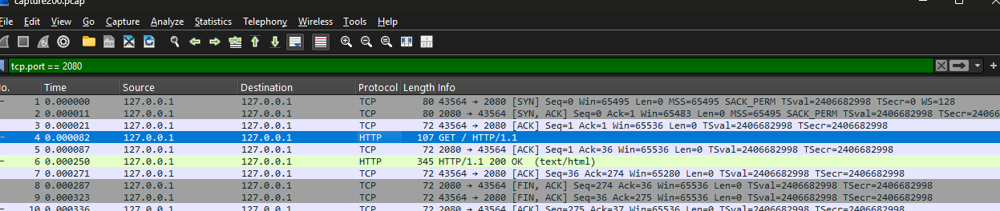 capture200.pcap
File Edit View Go Capture Analyze Statistics Telephony Wireless Tools Help
tcp.port == 2080
No. Time Source Destination Protocol Length Info
1 0.000000 127.0.0.1 127.0.0.1 TCP 80 43564 → 2080 [SYN] Seq=0 Win=65495 Len=0 MSS=65495 SACK_PERM TSval=2406682998 TSecr=0 WS=128
2 0.000011 127.0.0.1 127.0.0.1 TCP 80 2080 → 43564 [SYN, ACK] Seq=0 Ack=1 Win=65483 Len=0 MSS=65495 SACK_PERM TSval=2406682998 TSecr=2406
3 0.000021 127.0.0.1 127.0.0.1 TCP 72 43564 → 2080 [ACK] Seq=1 Ack=1 Win=65536 Len=0 TSval=2406682998 TSecr=2406682998
4 0.000082 127.0.0.1 127.0.0.1 HTTP 107 GET / HTTP/1.1
5 0.000087 127.0.0.1 127.0.0.1 TCP 72 2080 → 43564 [ACK] Seq=1 Ack=36 Win=65536 Len=0 TSval=2406682998 TSecr=2406682998
6 0.000250 127.0.0.1 127.0.0.1 HTTP 345 HTTP/1.1 200 OK (text/html)
7 0.000271 127.0.0.1 127.0.0.1 TCP 72 43564 → 2080 [ACK] Seq=36 Ack=274 Win=65280 Len=0 TSval=2406682998 TSecr=2406682998
8 0.000287 127.0.0.1 127.0.0.1 TCP 72 2080 → 43564 [FIN, ACK] Seq=274 Ack=36 Win=65536 Len=0 TSval=2406682998 TSecr=2406682998
9 0.000323 127.0.0.1 127.0.0.1 TCP 72 43564 → 2080 [FIN, ACK] Seq=36 Ack=275 Win=65536 Len=0 TSval=2406682998 TSecr=2406682998
10 0.000336 127.0.0.1 127.0.0.1 TCP 72 2080 → 43564 [ACK] Seq=275 Ack=37 Win=65536 Len=0 TSval=2406682998 TSecr=2406682998